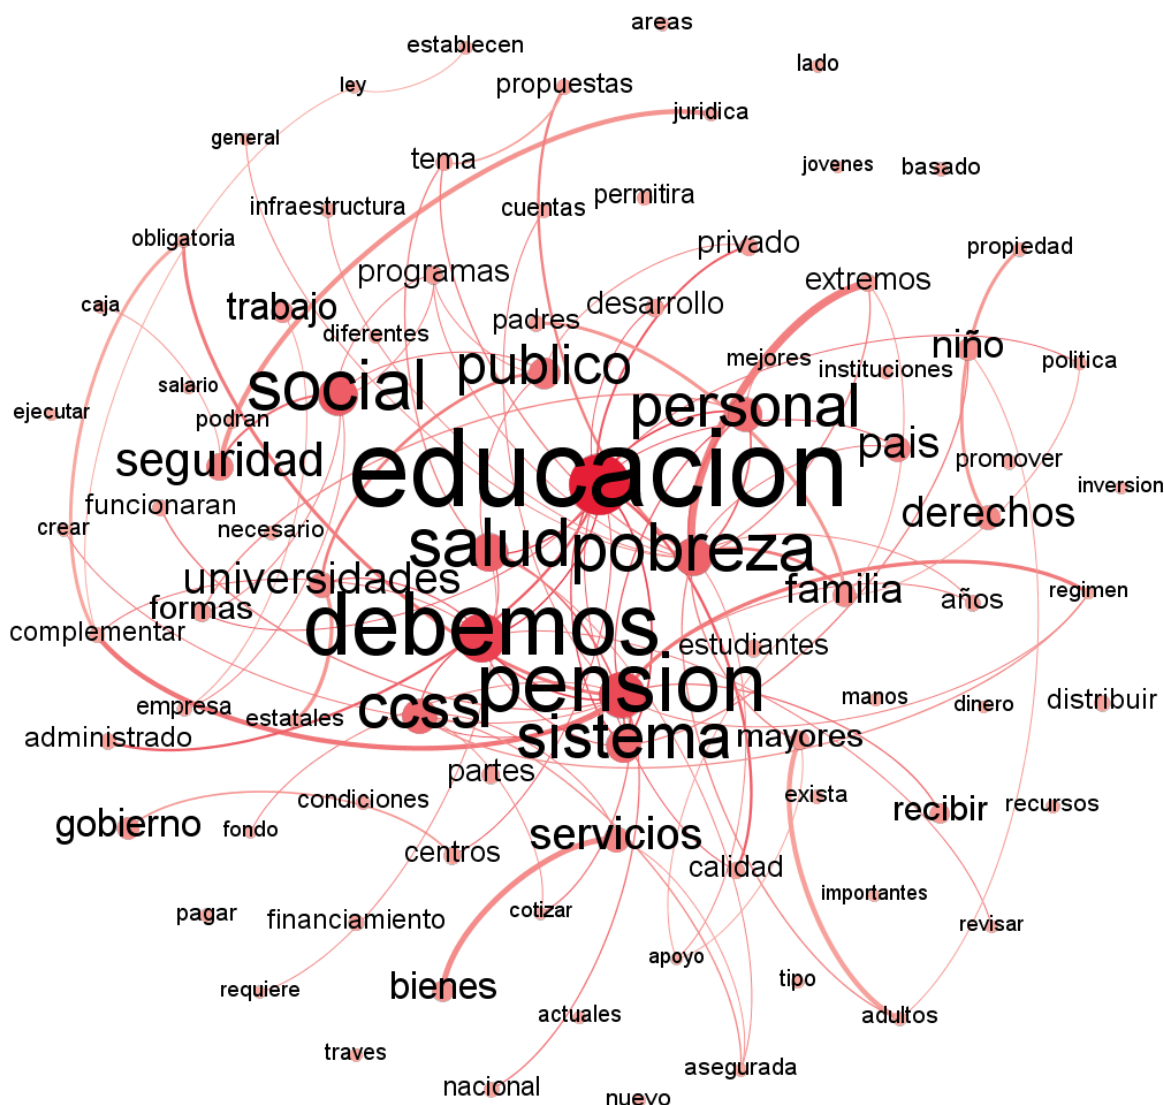 areas
establecen
lado
ley
propuestas
juridica
general
tema
jovenes
basado
infraestructura
cuentas
permitira
obligatoria
privado
propiedad
programas
extremos
caja
trabajo
desarrollo
diferentes
padres
niño
mejores
politica
instituciones
publico
salario
social
ejecutar
podran
personal
pais
seguridad
educacion
promover
inversion
funcionaran
derechos
crear
necesario
salud
pobreza
universidades
familia
años
regimen
formas
complementar
debemos
estudiantes
pension
manos
dinero
distribuir
empresa
estatales
ccss
administrado
sistema
mayores
partes
condiciones
exista
recursos
gobierno
fondo
servicios
recibir
centros
calidad
importantes
pagar
financiamiento
cotizar
revisar
apoyo
requiere
bienes
tipo
actuales
adultos
traves
asegurada
nacional
nuevo